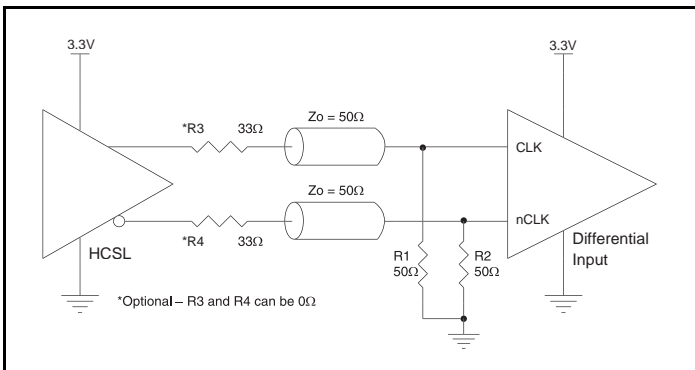 3.3V
3.3V
*R3 33Ω
Zo = 50Ω
CLK
Zo = 50Ω
nCLK
*R4 33Ω
HCSL
R1
50Ω
R2
50Ω
Differential
Input
*Optional – R3 and R4 can be 0Ω